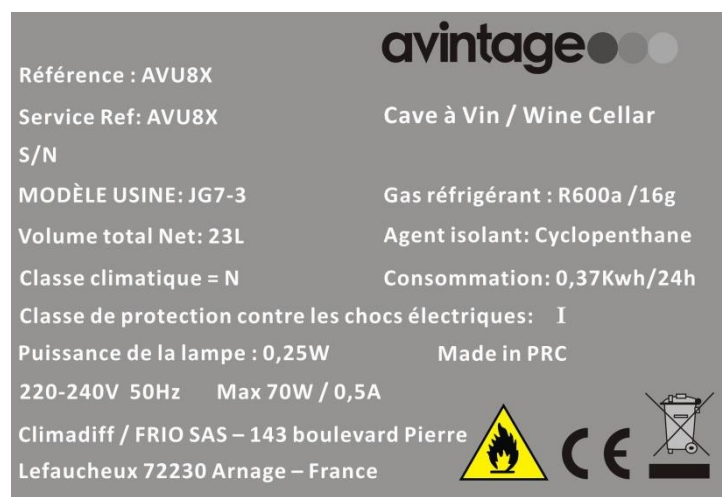 avintage
Référence : AVU8X
Service Ref: AVU8X
Cave à Vin / Wine Cellar
S/N
MODÈLE USINE: JG7-3
Gas réfrigérant : R600a /16g
Volume total Net: 23L
Agent isolant: Cyclopenthane
Classe climatique = N
Consommation: 0,37Kwh/24h
Classe de protection contre les chocs électriques: I
Puissance de la lampe : 0,25W
Made in PRC
220-240V 50Hz Max 70W / 0,5A
Climadiff / FRIO SAS – 143 boulevard Pierre
Lefaucheux 72230 Arnage – France
CE